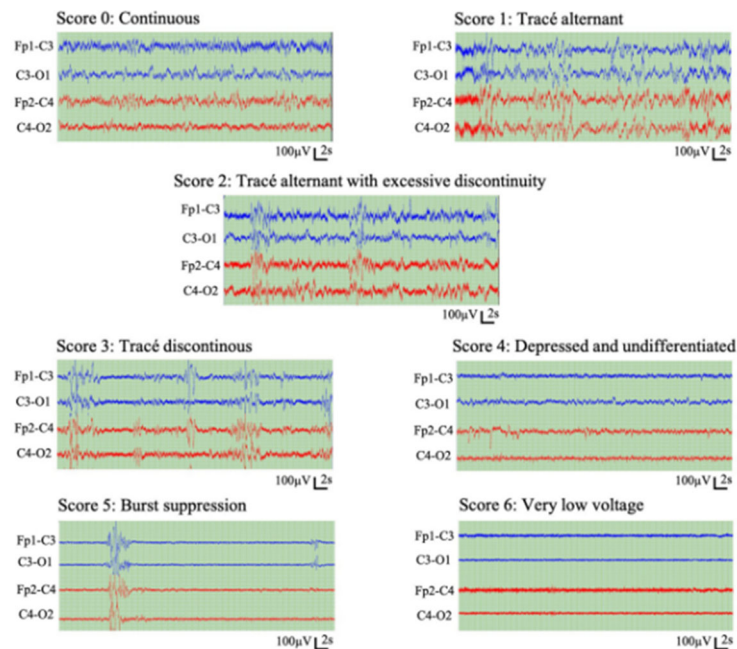 Score 0: Continuous
Fp1-C3
C3-O1
Fp2-C4
C4-O2
100μV 2s
Score 1: Tracé alternant
Fp1-C3
C3-O1
Fp2-C4
C4-O2
100μV 2s
Score 2: Tracé alternant with excessive discontinuity
Fp1-C3
C3-O1
Fp2-C4
C4-O2
100μV 2s
Score 3: Tracé discontinous
Fp1-C3
C3-O1
Fp2-C4
C4-O2
100μV 2s
Score 4: Depressed and undifferentiated
Fp1-C3
C3-O1
Fp2-C4
C4-O2
100μV 2s
Score 5: Burst suppression
Fp1-C3
C3-O1
Fp2-C4
C4-O2
100μV 2s
Score 6: Very low voltage
Fp1-C3
C3-O1
Fp2-C4
C4-O2
100μV 2s